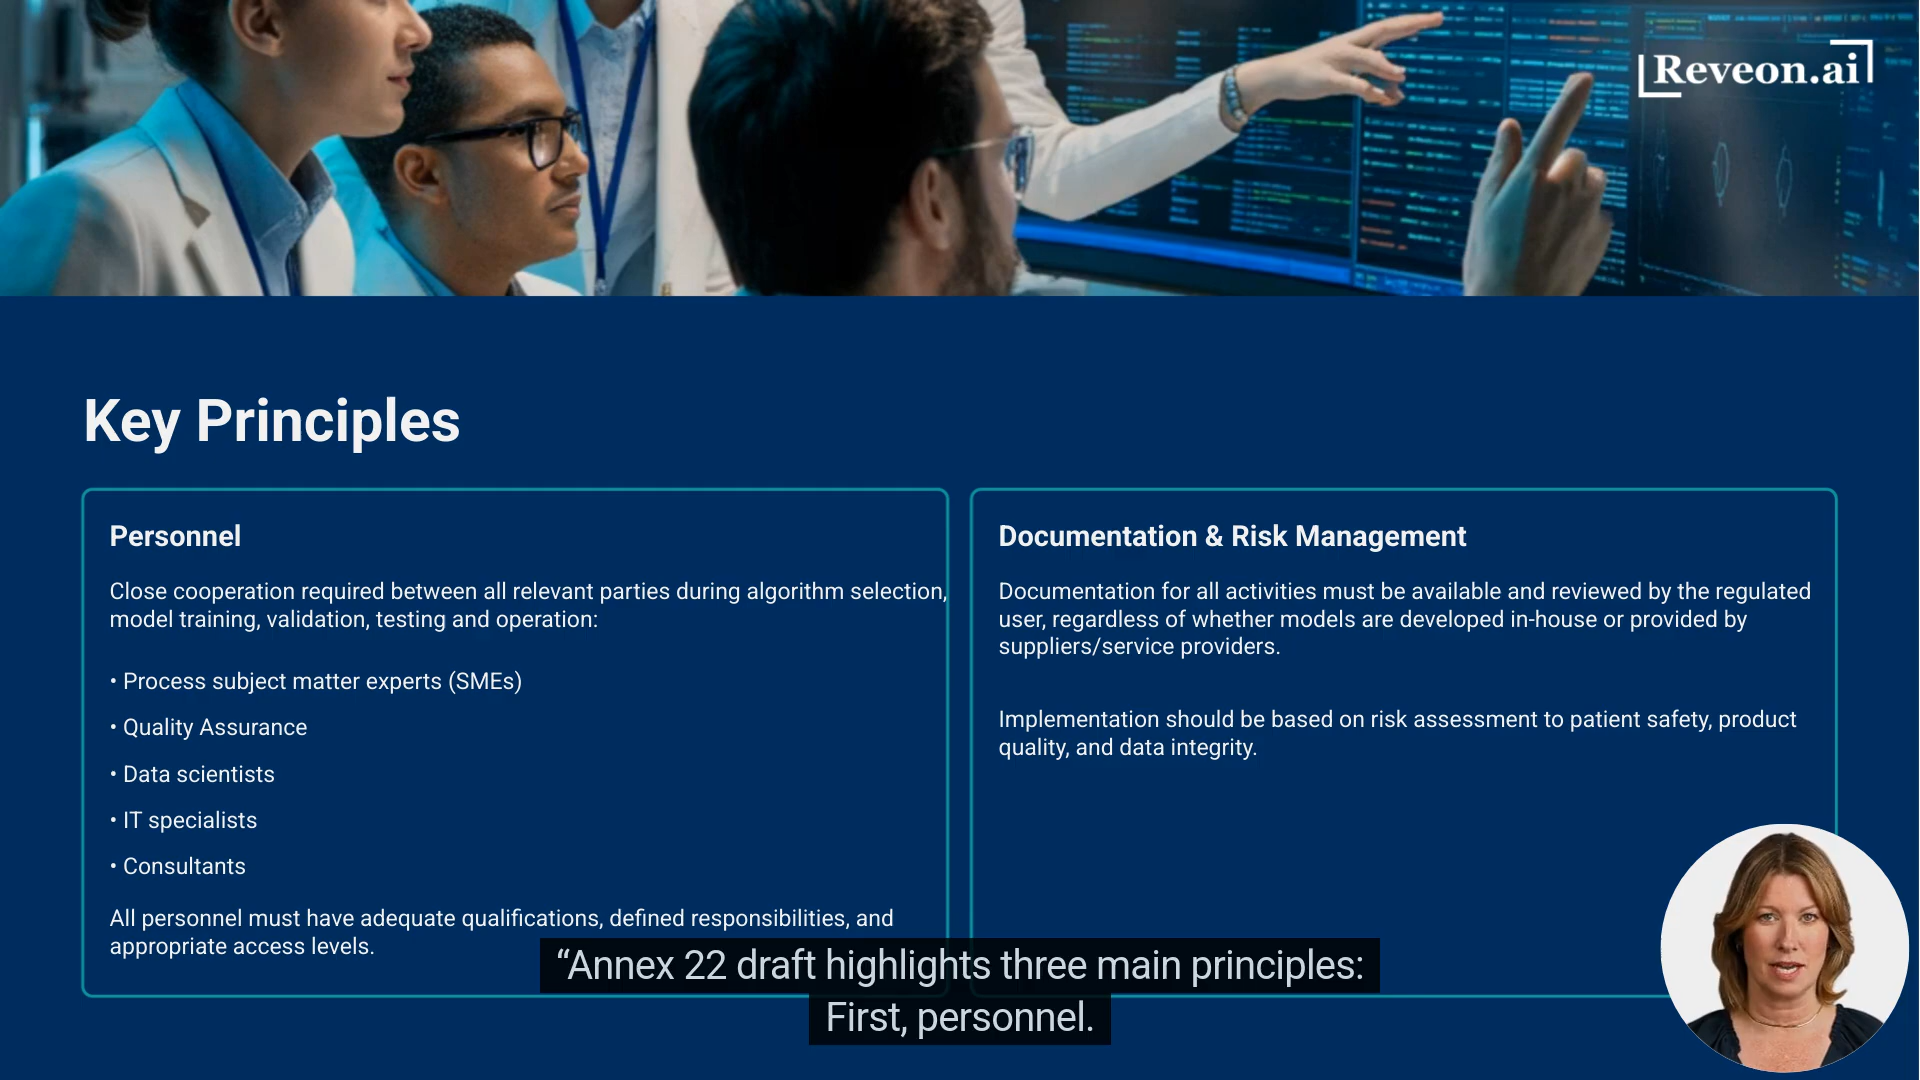 Reveon.ai
Key Principles
Personnel
Close cooperation required between all relevant parties during algorithm selection,
model training, validation, testing and operation:
• Process subject matter experts (SMEs)
• Quality Assurance
• Data scientists
• IT specialists
• Consultants
All personnel must have adequate qualifications, defined responsibilities, and
appropriate access levels.
Documentation & Risk Management
Documentation for all activities must be available and reviewed by the regulated
user, regardless of whether models are developed in-house or provided by
suppliers/service providers.
Implementation should be based on risk assessment to patient safety, product
quality, and data integrity.
“Annex 22 draft highlights three main principles:
First, personnel.